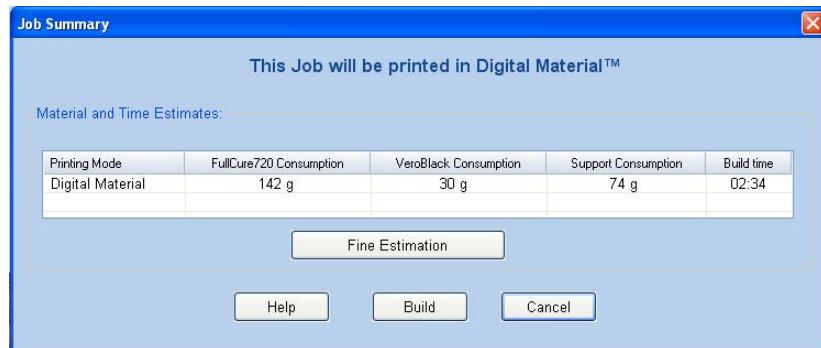 Job Summary
This Job will be printed in Digital Material™
Material and Time Estimates:
Printing Mode FullCure720 Consumption VeroBlack Consumption Support Consumption Build time
Digital Material 142 g 30 g 74 g 02:34
Fine Estimation
Help Build Cancel